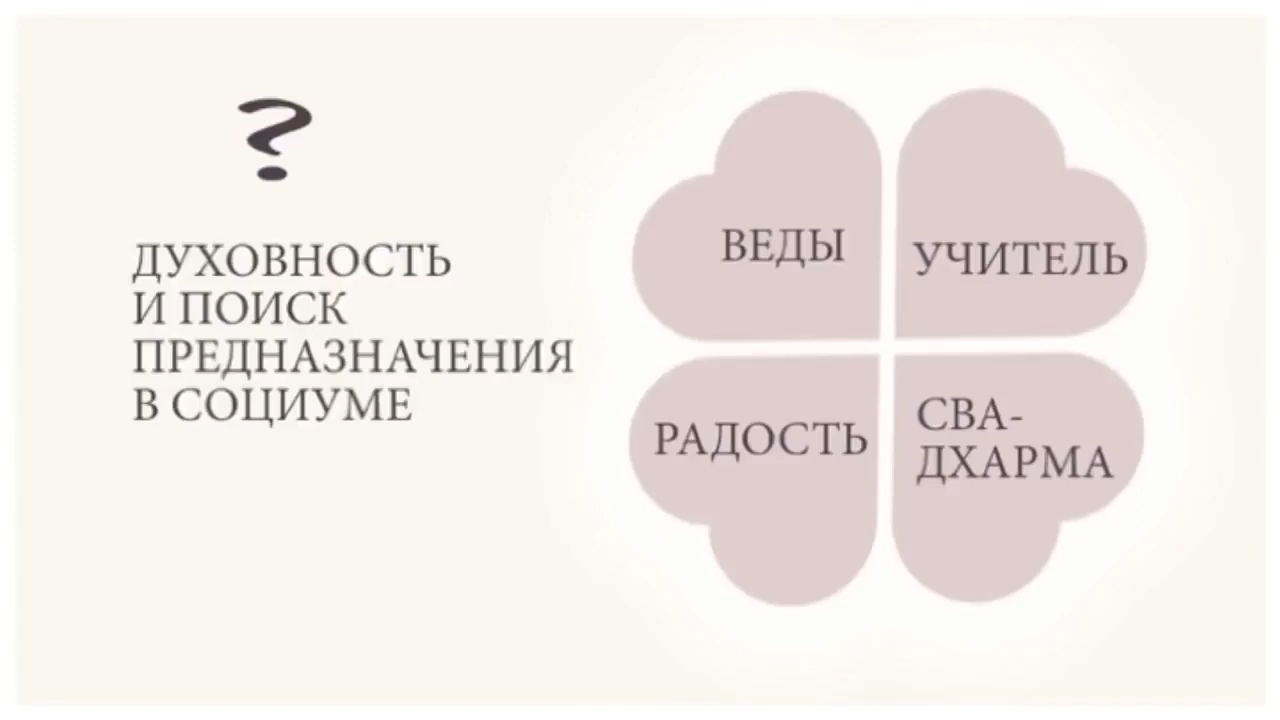 ?
ДУХОВНОСТЬ
И ПОИСК
ПРЕДНАЗНАЧЕНИЯ
В СОЦИУМЕ
ВЕДЫ
УЧИТЕЛЬ
РАДОСТЬ
СВА-
ДХАРМА